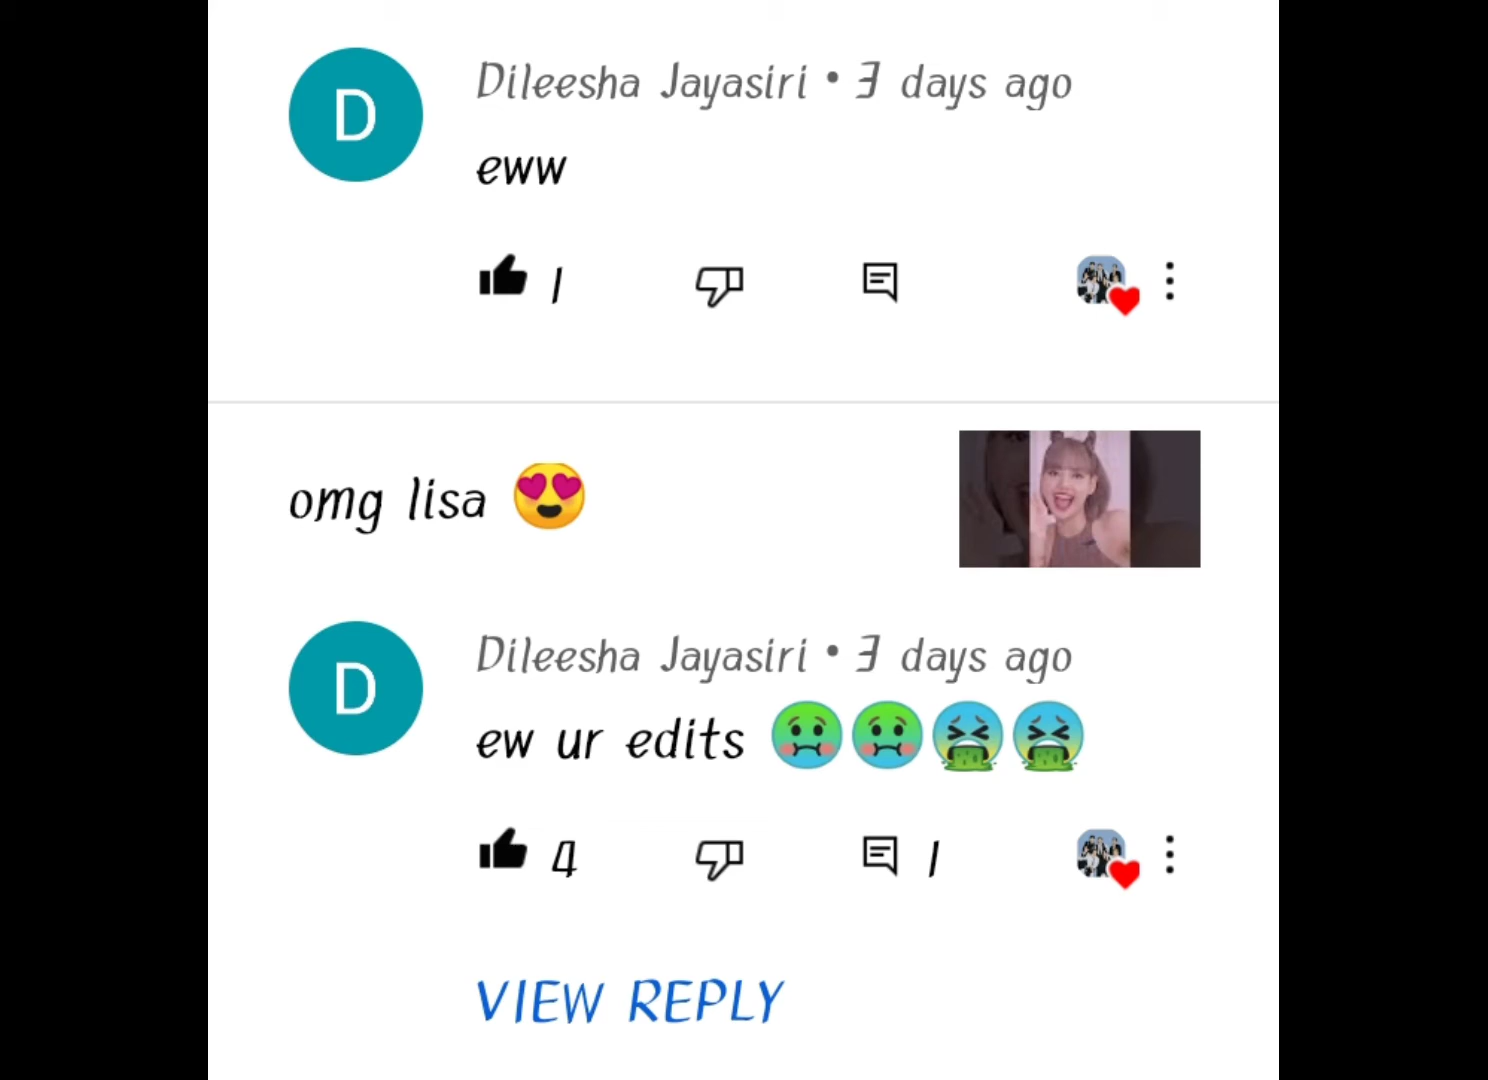 D
Dileesha Jayasiri • 3 days ago
eww
1
omg lisa 😍
D
Dileesha Jayasiri • 3 days ago
ew ur edits 🤢🤢🤮🤮
4 1
VIEW REPLY